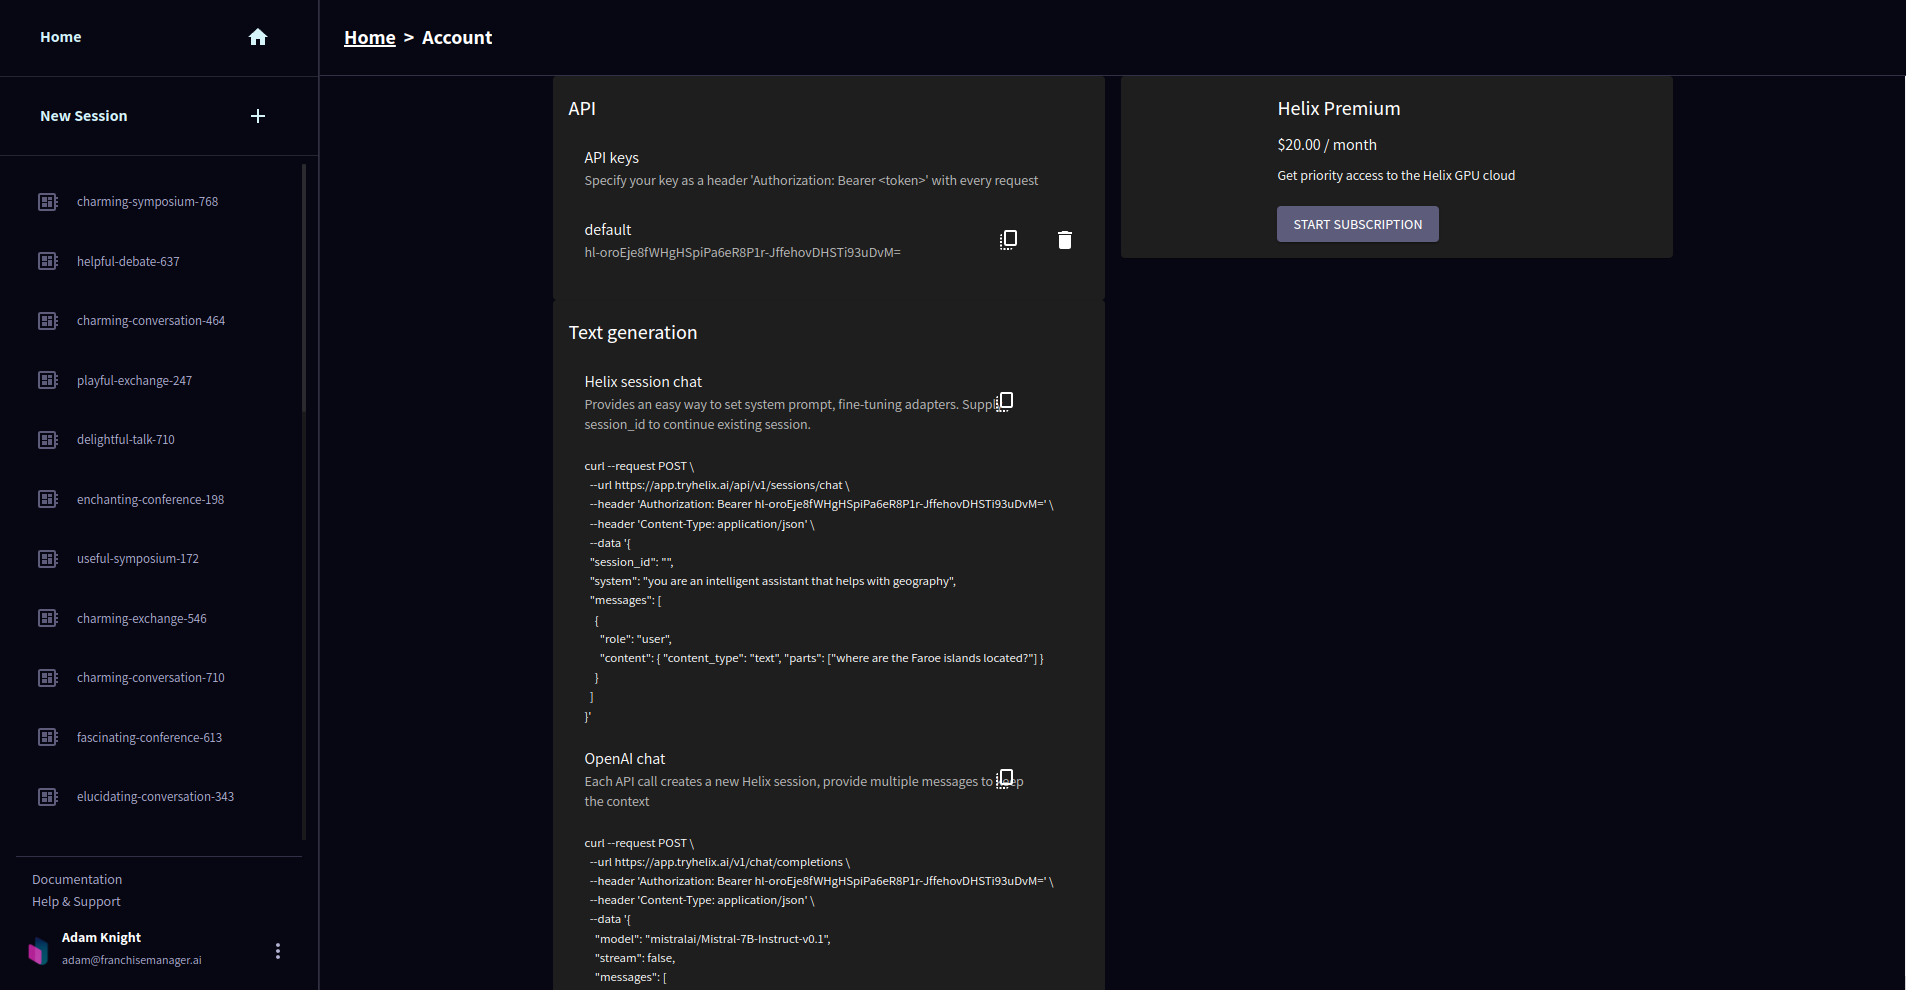 Home
New Session
charming-symposium-768
helpful-debate-637
charming-conversation-464
playful-exchange-247
delightful-talk-710
enchanting-conference-198
useful-symposium-172
charming-exchange-546
charming-conversation-710
fascinating-conference-613
elucidating-conversation-343
Documentation
Help & Support
Adam Knight
adam@franchisemanager.ai
Home > Account
API
API keys
Specify your key as a header 'Authorization: Bearer <token>' with every request
default
hl-oroEje8fWHgHSpiPa6eR8P1r-JffehovDHSTi93uDvM=
Text generation
Helix session chat
Provides an easy way to set system prompt, fine-tuning adapters. Supply
session_id to continue existing session.
curl --request POST \
--url https://app.tryhelix.ai/api/v1/sessions/chat \
--header 'Authorization: Bearer hl-oroEje8fWHgHSpiPa6eR8P1r-JffehovDHSTi93uDvM=' \
--header 'Content-Type: application/json' \
--data '{
"session_id": "",
"system": "you are an intelligent assistant that helps with geography",
"messages": [
{
"role": "user",
"content": { "content_type": "text", "parts": ["where are the Faroe islands located?"] }
}
]
}'
OpenAI chat
Each API call creates a new Helix session, provide multiple messages to keep
the context
curl --request POST \
--url https://app.tryhelix.ai/v1/chat/completions \
--header 'Authorization: Bearer hl-oroEje8fWHgHSpiPa6eR8P1r-JffehovDHSTi93uDvM=' \
--header 'Content-Type: application/json' \
--data '{
"model": "mistralai/Mistral-7B-Instruct-v0.1",
"stream": false,
"messages": [
Helix Premium
$20.00 / month
Get priority access to the Helix GPU cloud
START SUBSCRIPTION